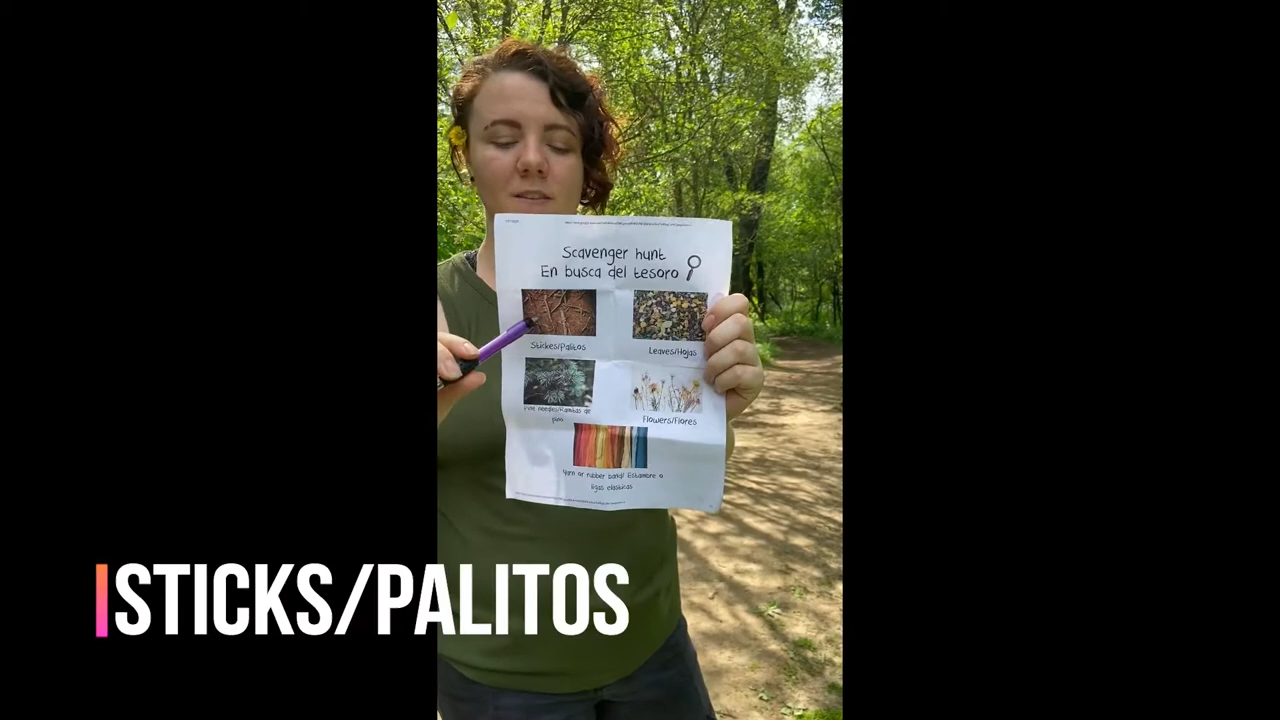 Scavenger hunt
En busca del tesoro
Stickes/Palitos
Leaves/Hojas
Pine needles/Ramitas de
pino
Flowers/Flores
Yarn or rubber band/ Estambre o
ligas elasticas
STICKS/PALITOS